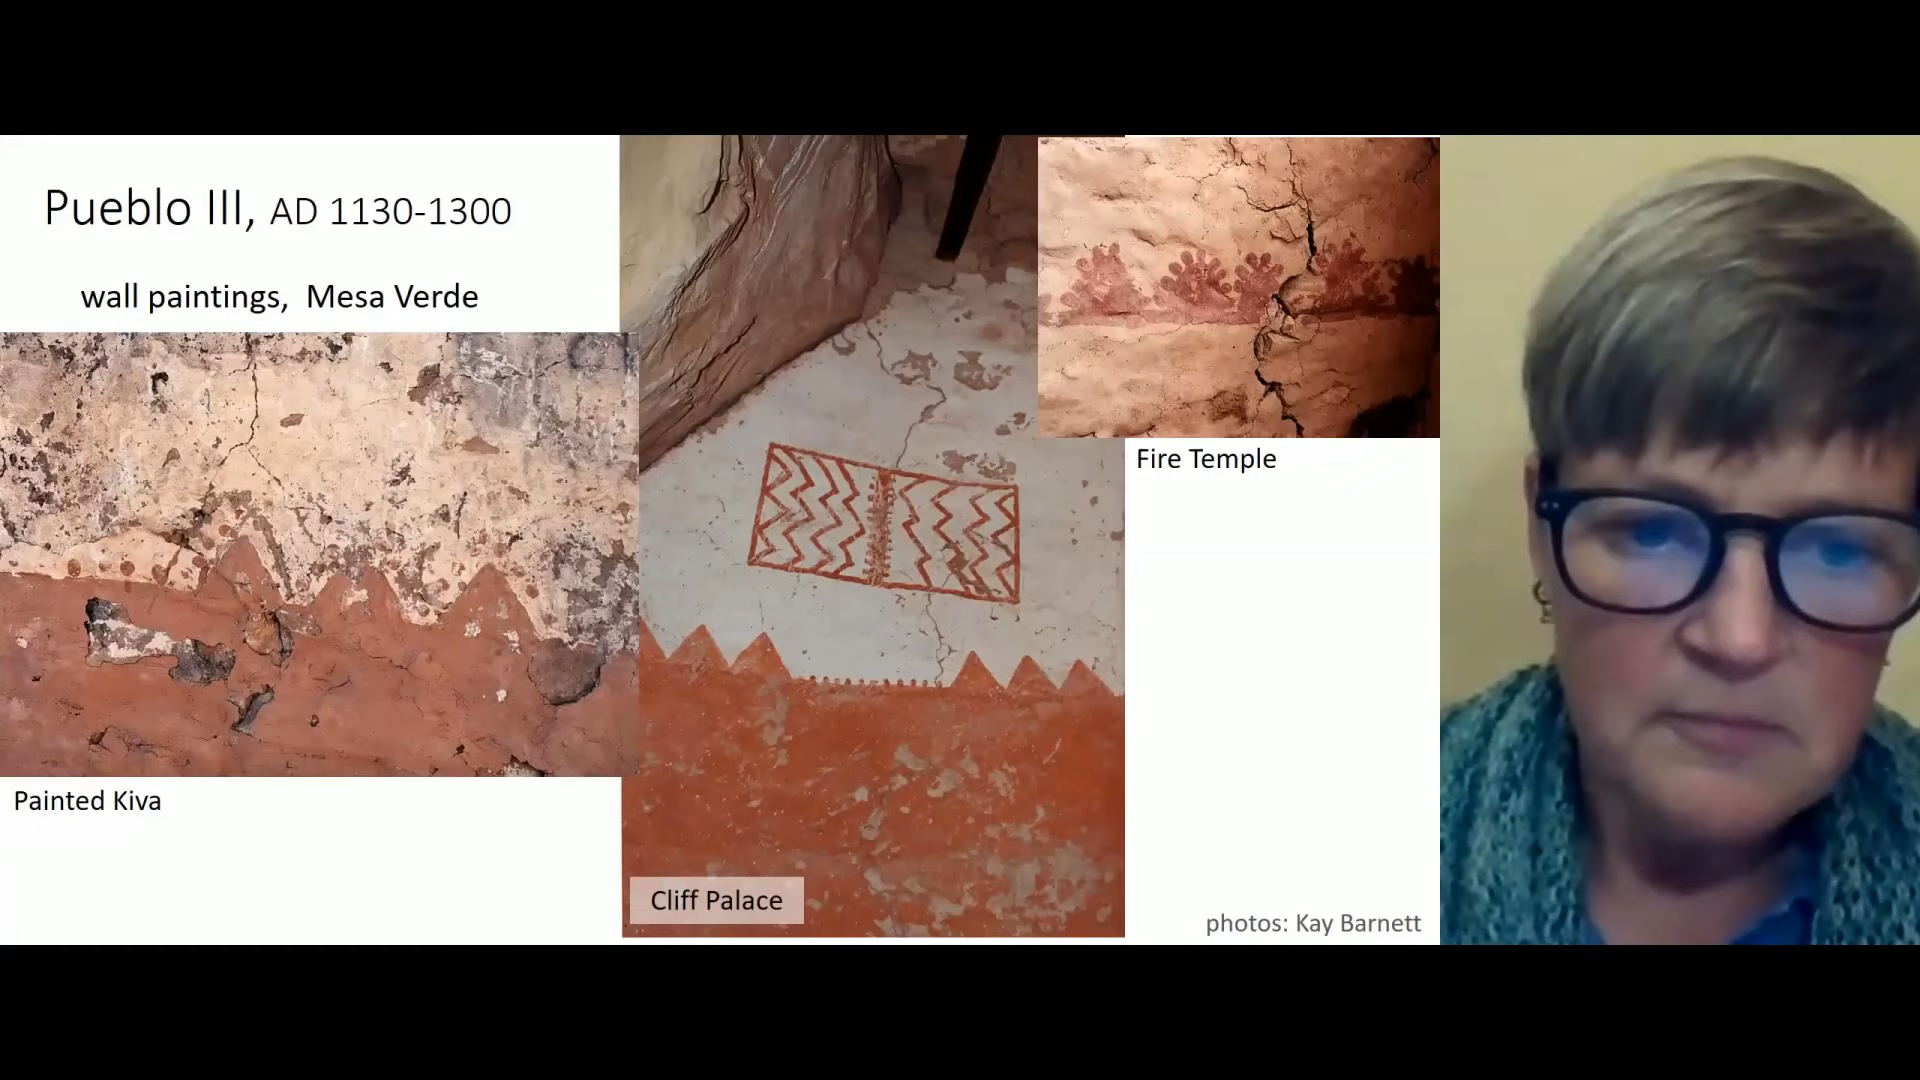 Pueblo III, AD 1130-1300
wall paintings, Mesa Verde
Painted Kiva
Cliff Palace
Fire Temple
photos: Kay Barnett